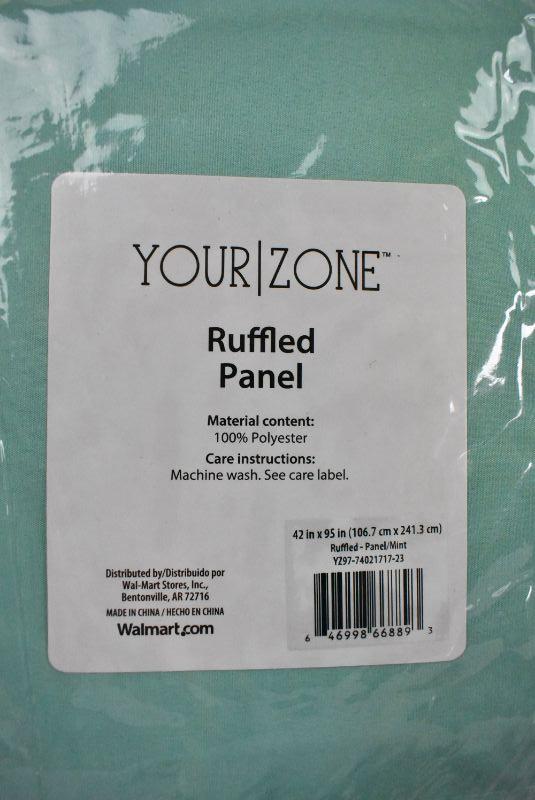 YOUR|ZONE™
Ruffled
Panel
Material content:
100% Polyester
Care instructions:
Machine wash. See care label.
42 in x 95 in (106.7 cm x 241.3 cm)
Ruffled - Panel/Mint
YZ97-74021717-23
6 46998 66889 3
Distributed by/Distribuido por
Wal-Mart Stores, Inc.,
Bentonville, AR 72716
MADE IN CHINA / HECHO EN CHINA
Walmart.com